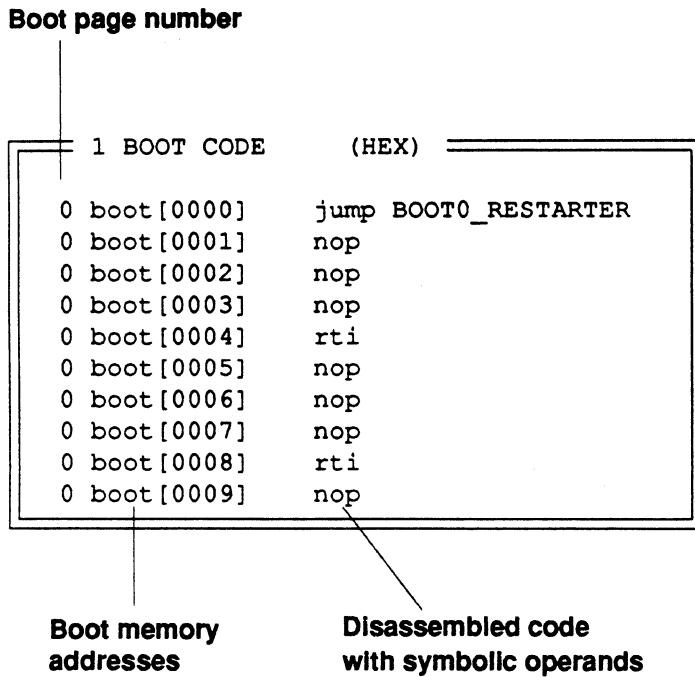 Boot page number
1 BOOT CODE (HEX)
0 boot[0000] jump BOOT0_RESTARTER
0 boot[0001] nop
0 boot[0002] nop
0 boot[0003] nop
0 boot[0004] rti
0 boot[0005] nop
0 boot[0006] nop
0 boot[0007] nop
0 boot[0008] rti
0 boot[0009] nop
Boot memory addresses
Disassembled code with symbolic operands